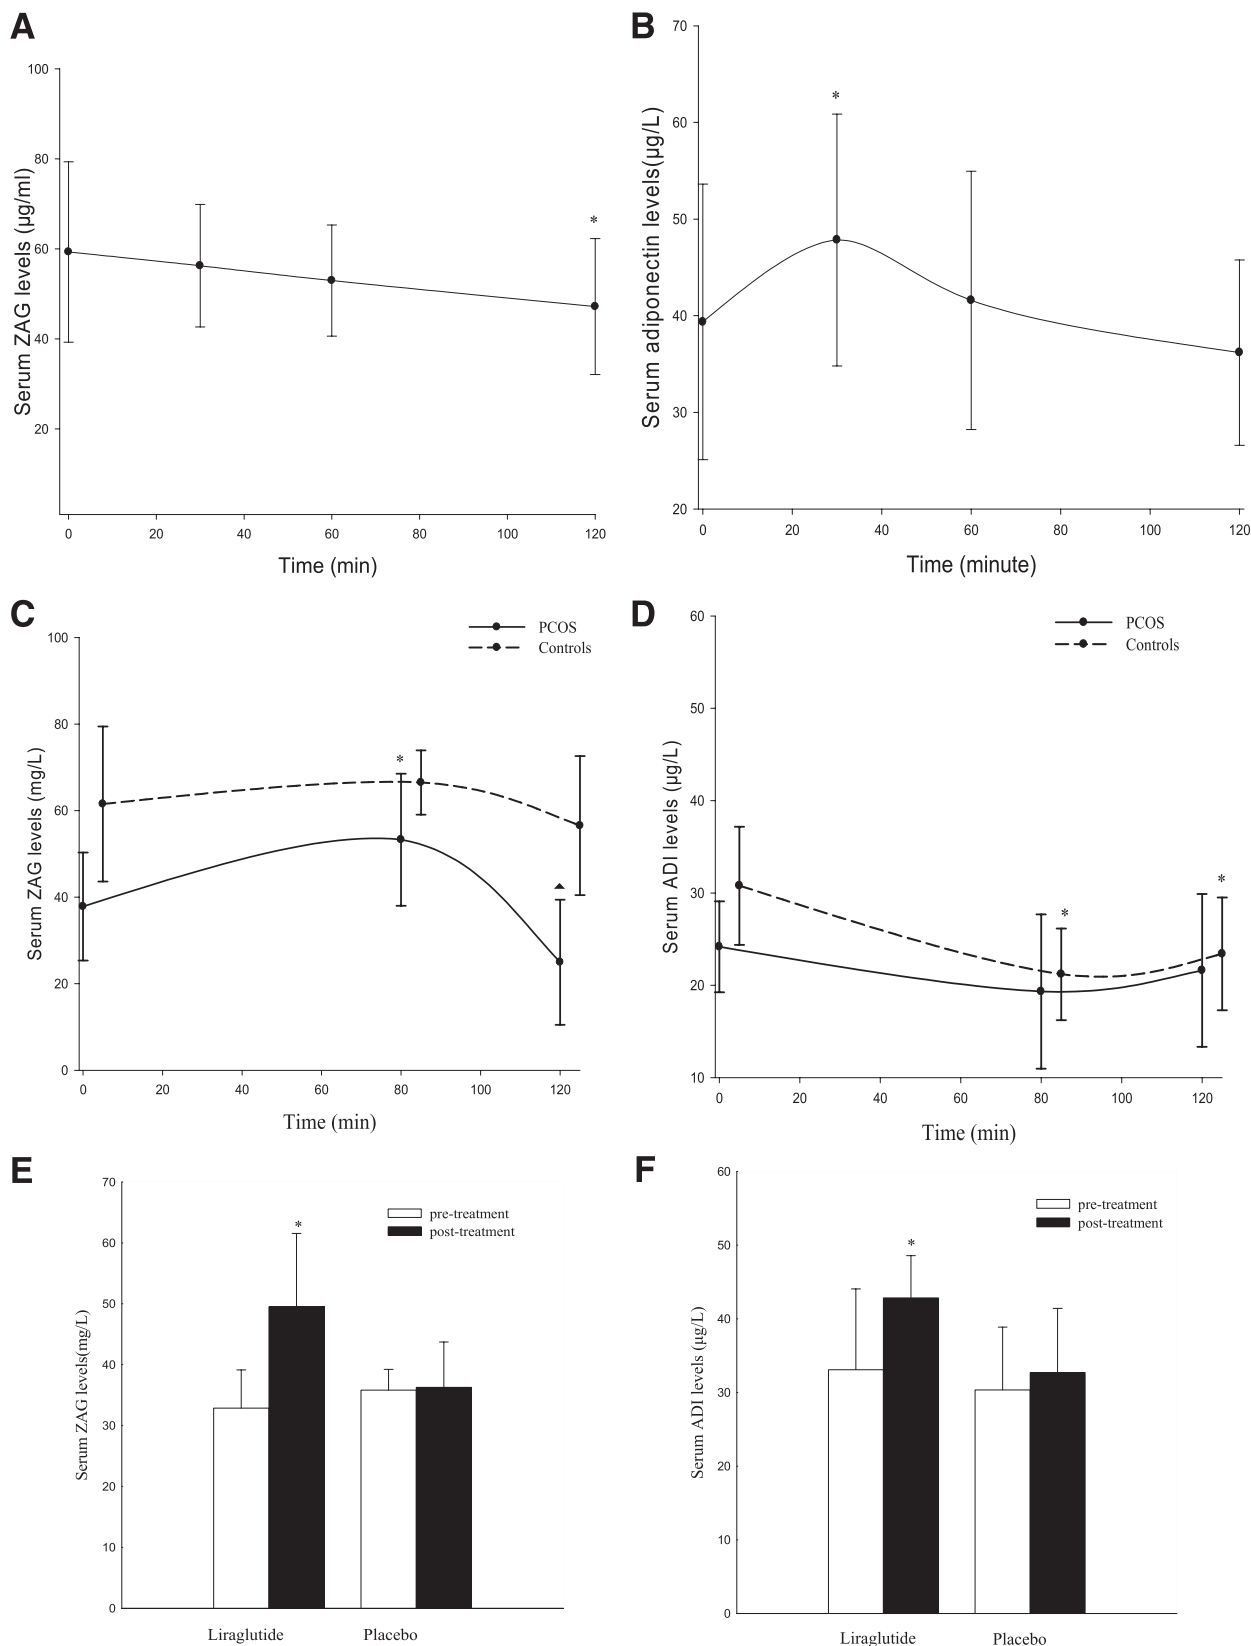 A
Serum ZAG levels (µg/ml)
100
80
60
40
20
*
0 20 40 60 80 100 120
Time (min)
B
Serum adiponectin levels(µg/L)
70
60
50
40
30
20
*
0 20 40 60 80 100 120
Time (minute)
C
PCOS
Controls
Serum ZAG levels (mg/L)
100
80
60
40
20
0
*
0 20 40 60 80 100 120
Time (min)
D
PCOS
Controls
Serum ADI levels (µg/L)
60
50
40
30
20
10
*
*
0 20 40 60 80 100 120
Time (min)
E
pre-treatment
post-treatment
Serum ZAG levels(mg/L)
70
60
50
40
30
20
10
0
*
Liraglutide Placebo
F
pre-treatment
post-treatment
Serum ADI levels (µg/L)
60
50
40
30
20
10
0
*
Liraglutide Placebo